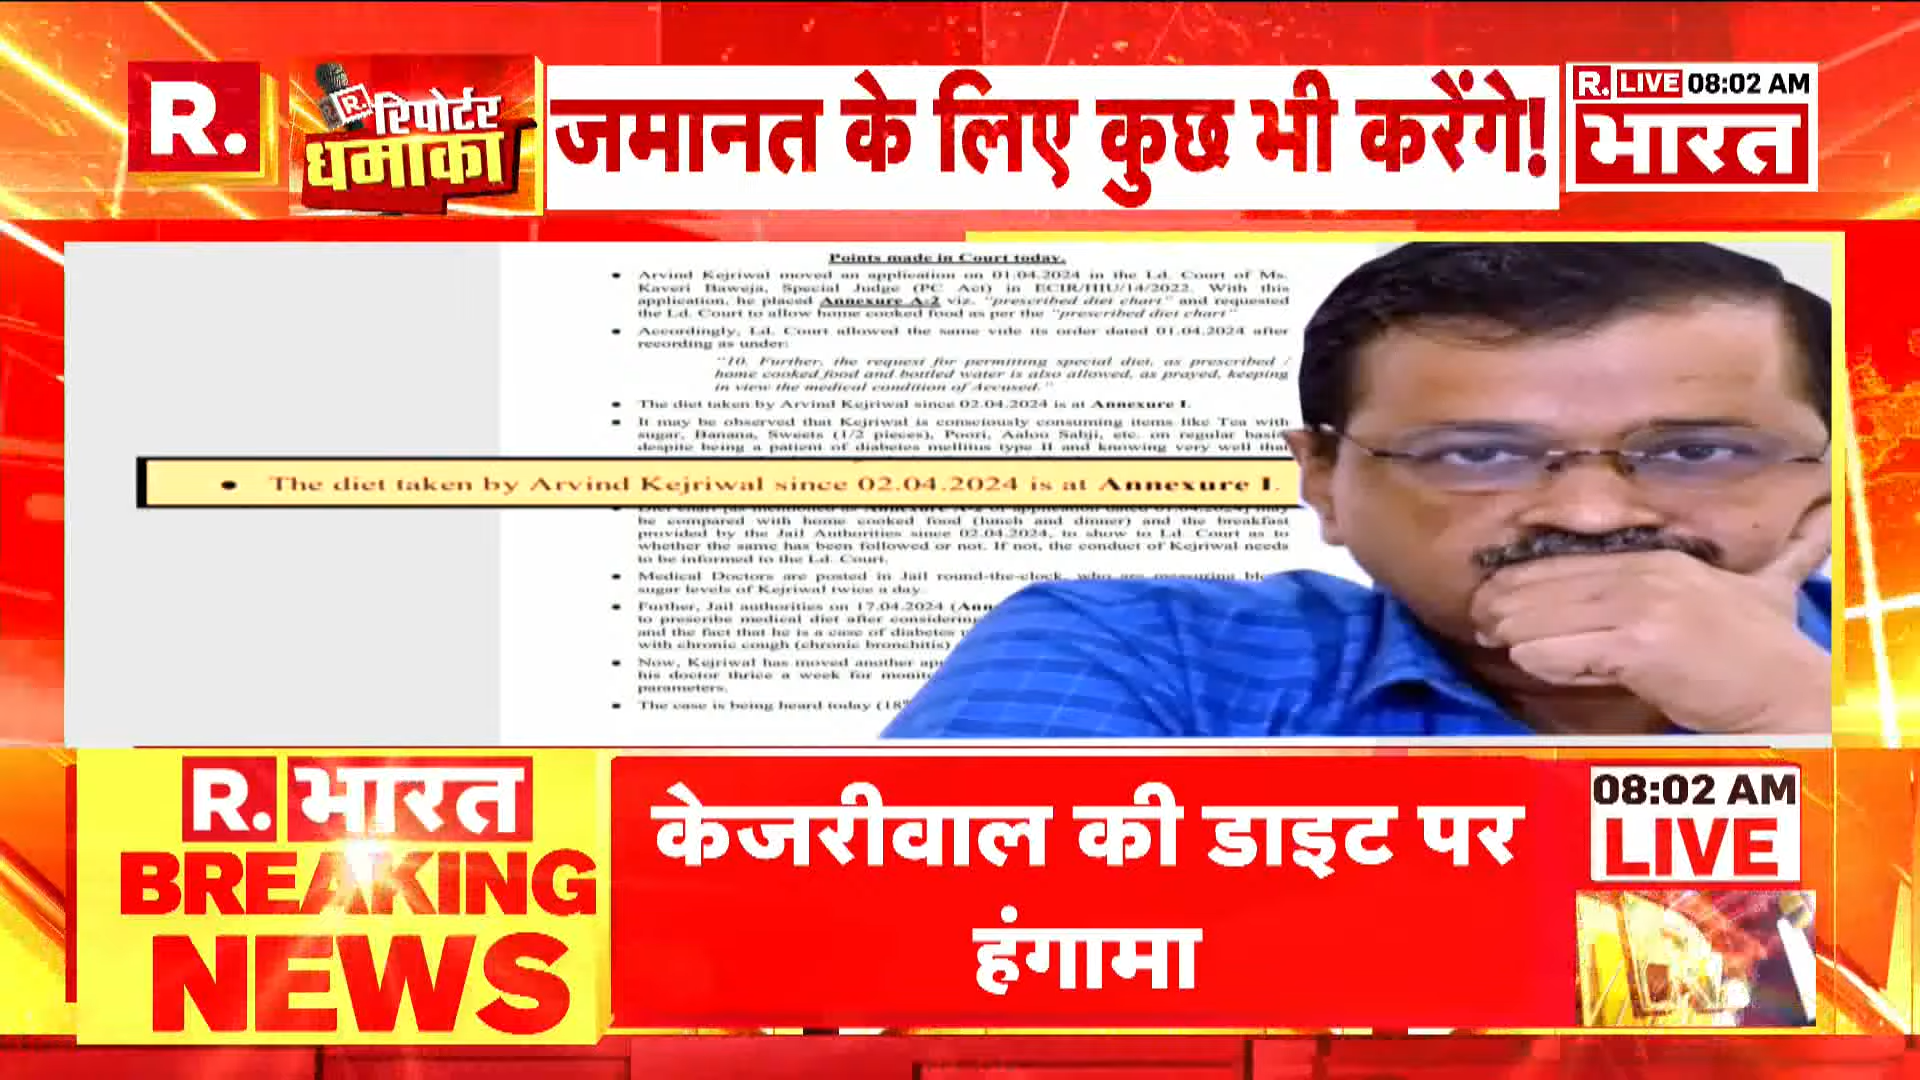 R.
R. रिपोर्टर
धमाका
जमानत के लिए कुछ भी करेंगे!
R. LIVE 08:02 AM
भारत
Points made in Court today.
• Arvind Kejriwal moved an application on 01.04.2024 in the Ld. Court of Ms.
Kaveri Baweja, Special Judge (PC Act) in ECIR/HIU/14/2022. With this
application, he placed Annexure A-2 viz. "prescribed diet chart" and requested
the Ld. Court to allow home cooked food as per the "prescribed diet chart"
• Accordingly, Ld. Court allowed the same vide its order dated 01.04.2024 after
recording as under:
"10. Further, the request for permitting special diet, as prescribed /
home cooked food and bottled water is also allowed, as prayed, keeping
in view the medical condition of Accused."
• The diet taken by Arvind Kejriwal since 02.04.2024 is at Annexure I.
• It may be observed that Kejriwal is consciously consuming items like Tea with
sugar, Banana, Sweets (1/2 pieces), Poori, Aaloo Sabji, etc. on regular basis
despite being a patient of diabetes mellitus type II and knowing very well that
• The diet taken by Arvind Kejriwal since 02.04.2024 is at Annexure I.
be compared with home cooked food (lunch and dinner) and the breakfast
provided by the Jail Authorities since 02.04.2024, to show to Ld. Court as to
whether the same has been followed or not. If not, the conduct of Kejriwal needs
to be informed to the Ld. Court.
• Medical Doctors are posted in Jail round-the-clock, who are measuring
sugar levels of Kejriwal twice a day.
• Further, Jail authorities on 17.04.2024
to prescribe medical diet after considering
and the fact that he is a case of diabetes
with chronic cough (chronic bronchitis)
• Now, Kejriwal has moved another
his doctor thrice a week for
parameters.
• The case is being heard today
R. भारत
BREAKING
NEWS
केजरीवाल की डाइट पर
हंगामा
08:02 AM
LIVE